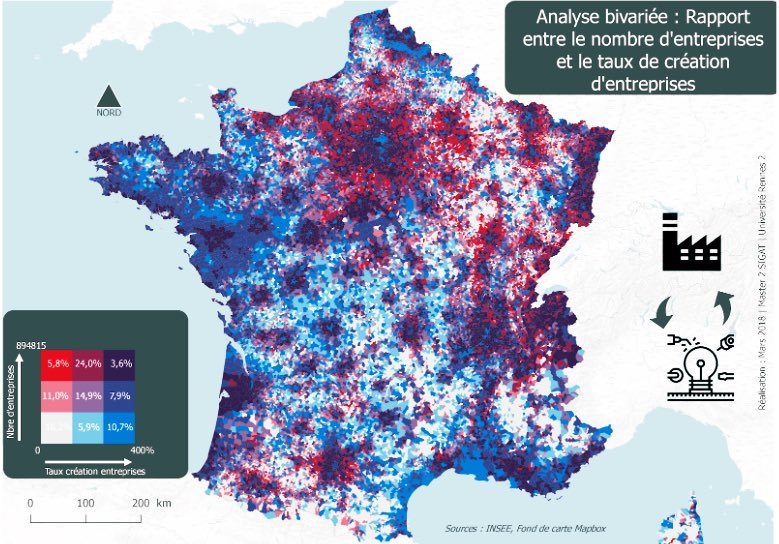 Analyse bivariée : Rapport
entre le nombre d'entreprises
et le taux de création
d'entreprises
NORD
Réalisation : Mars 2018 | Master 2 SIGAT | Université Rennes 2
894815
Nbre d'entreprises
5,8% 24,0% 3,6%
11,0% 14,9% 7,9%
5,9% 10,7%
0 400%
Taux création entreprises
0 100 200 km
Sources : INSEE, Fond de carte Mapbox